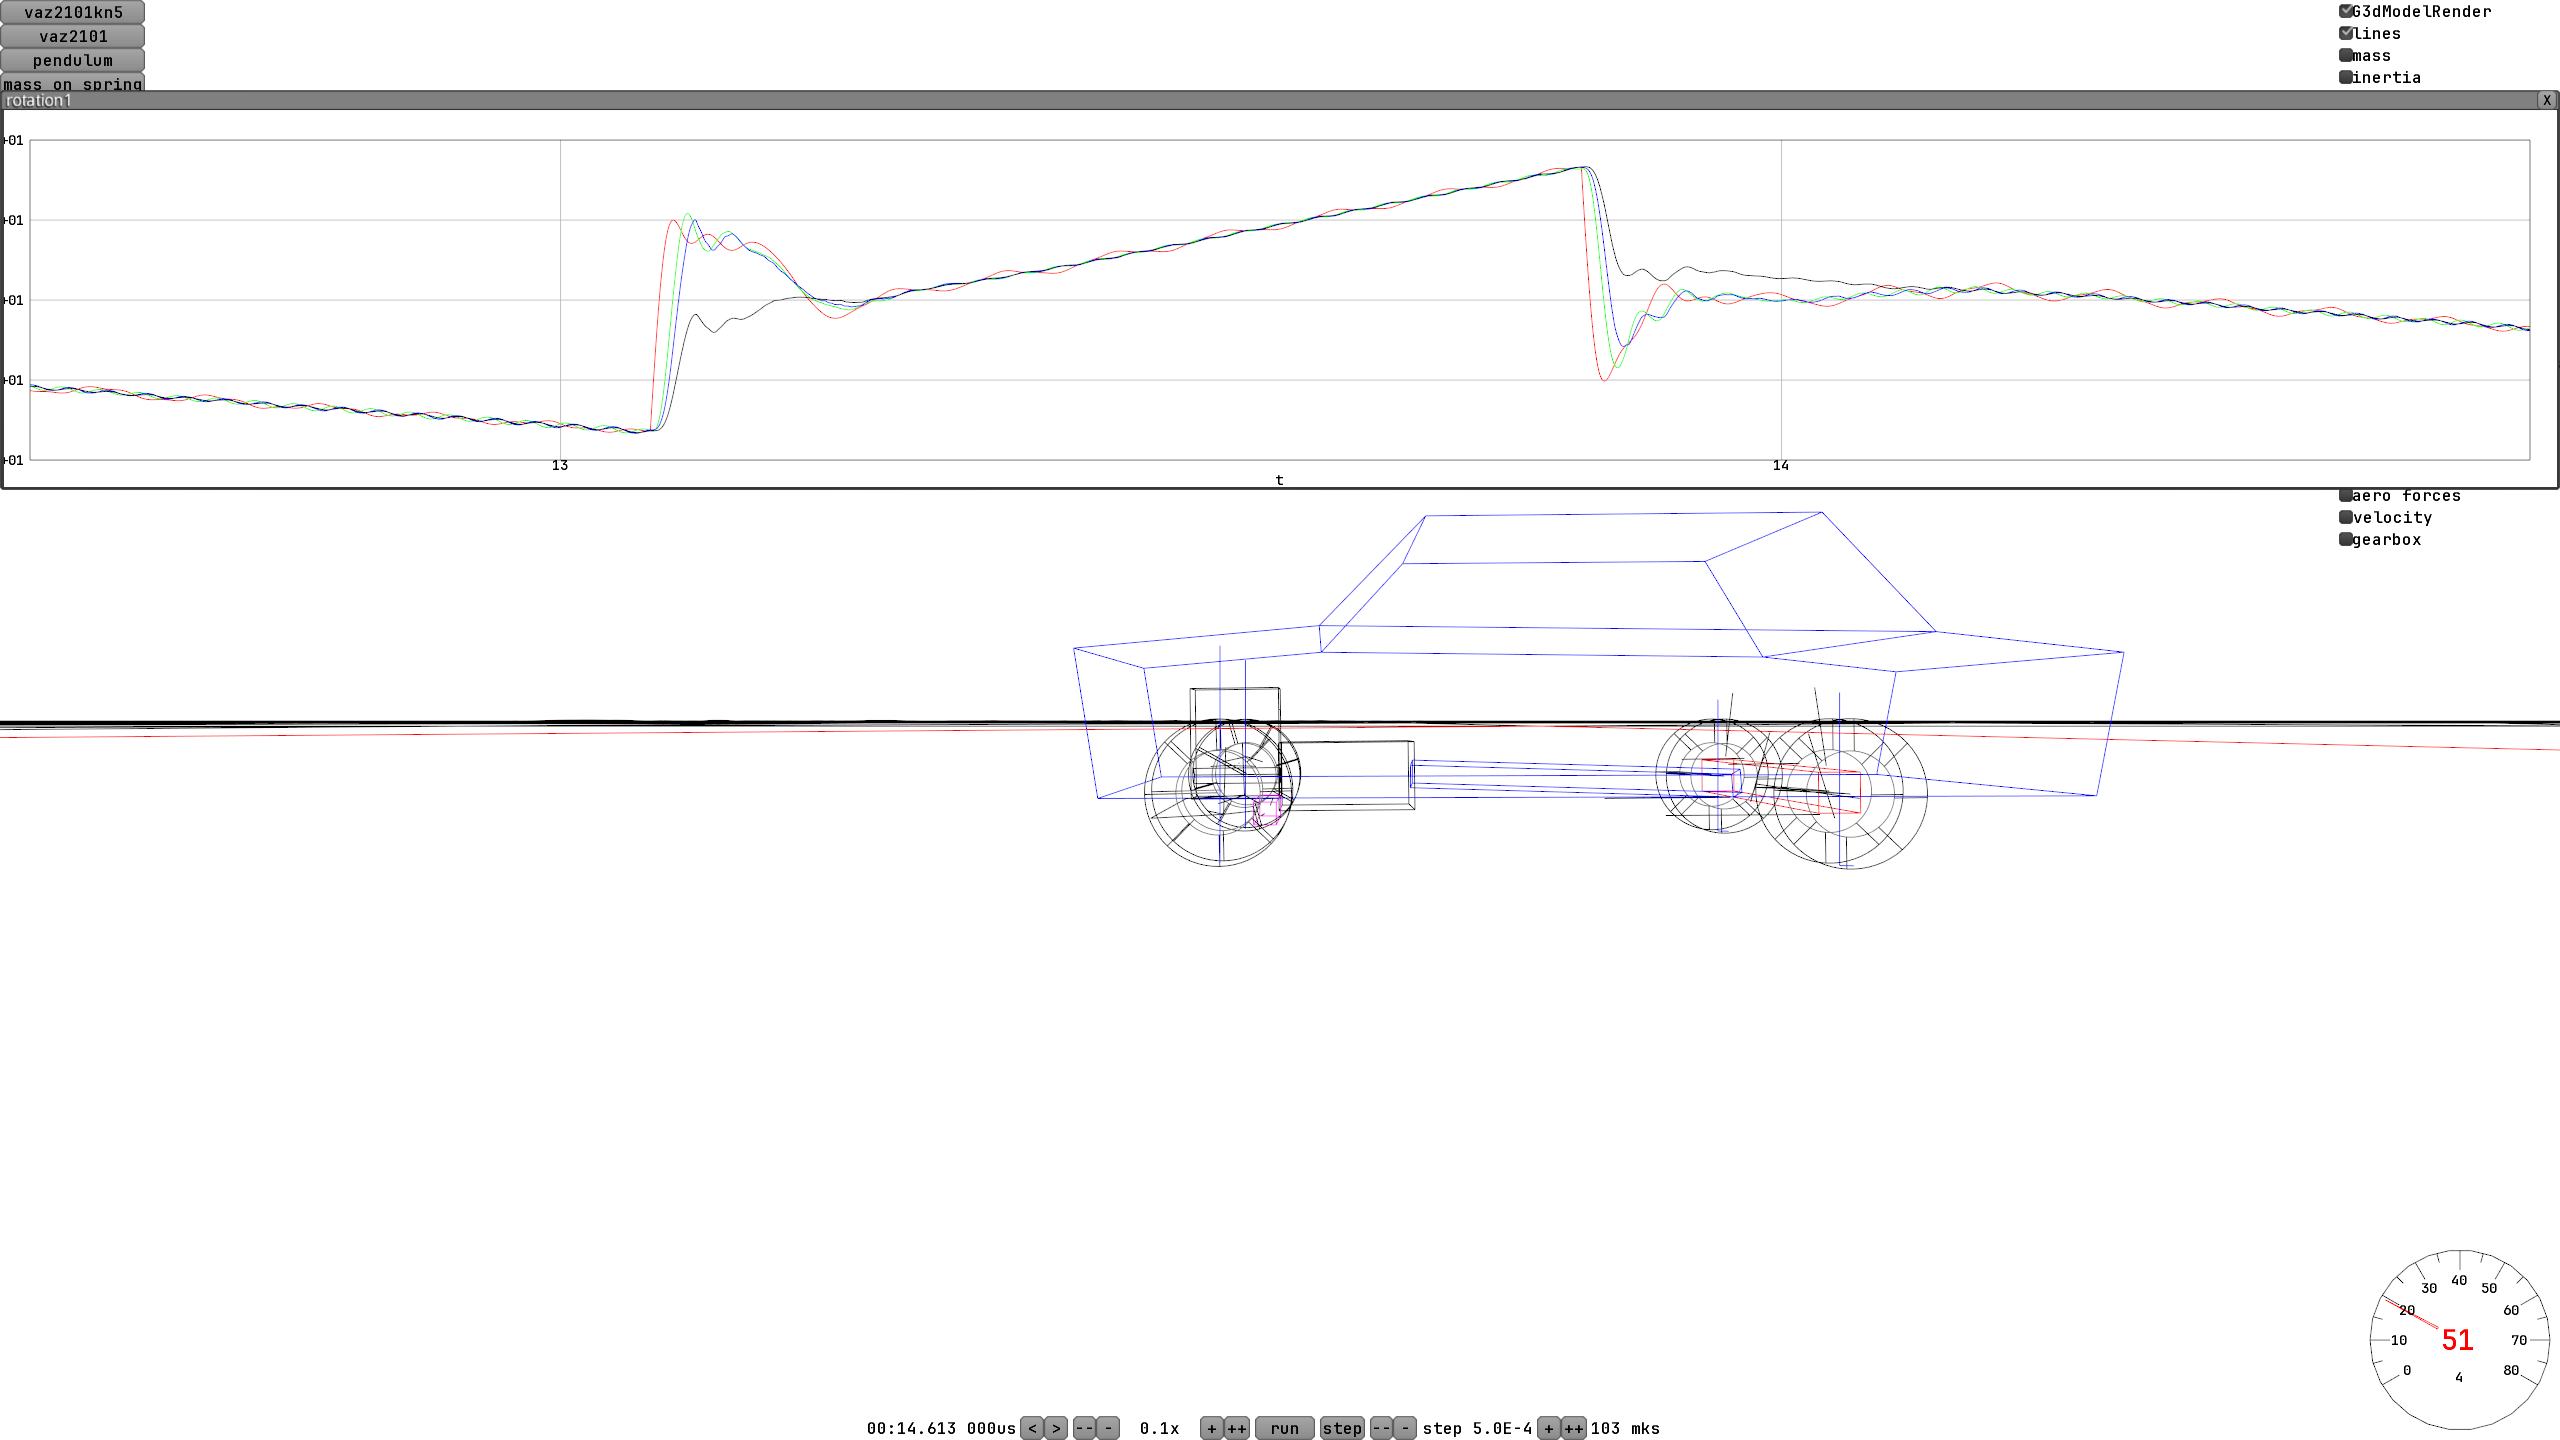 vaz2101kn5
vaz2101
pendulum
mass on spring
G3dModelRender
lines
mass
inertia
rotation1
X
+01
+01
+01
+01
+01
13
14
t
aero forces
velocity
gearbox
0
10
20
30
40
50
60
70
80
51
4
00:14.613 000us < > -- - 0.1x + ++ run step -- - step 5.0E-4 + ++ 103 mks